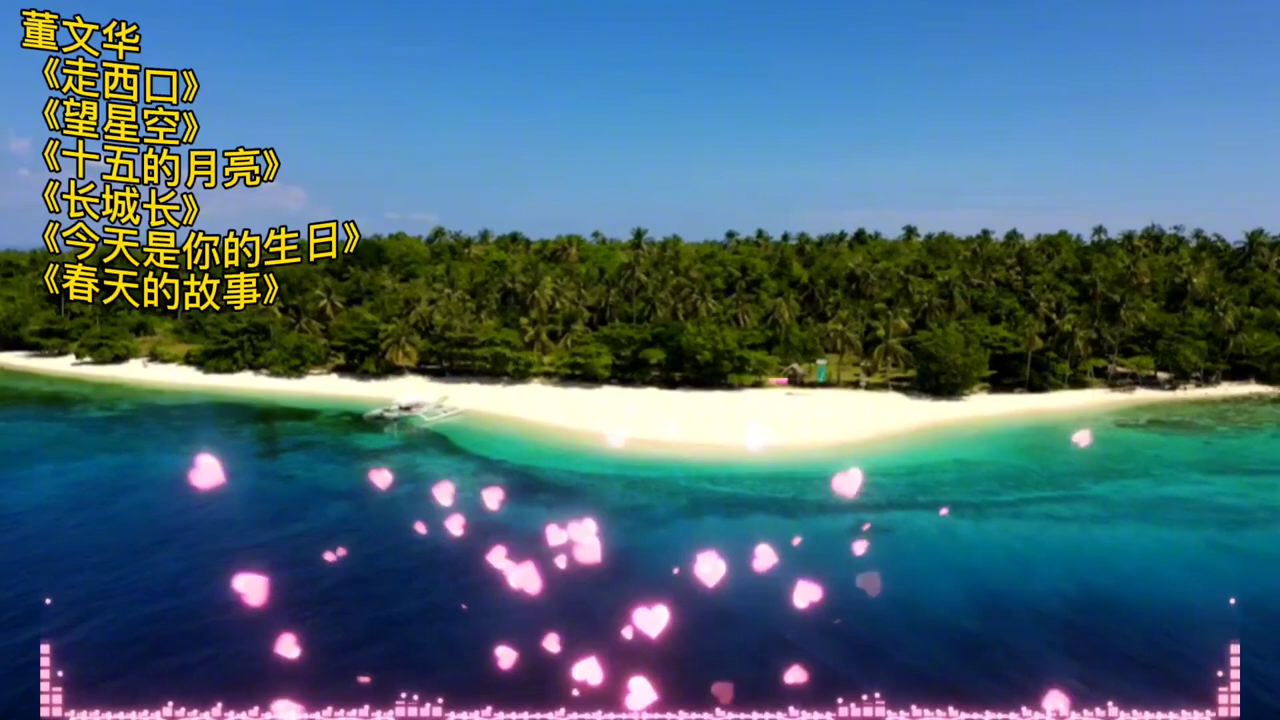 董文华
《走西口》
《望星空》
《十五的月亮》
《长城长》
《今天是你的生日》
《春天的故事》